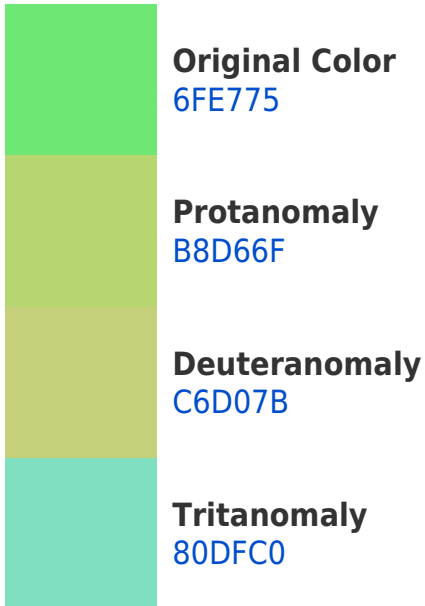 Original Color
6FE775
Protanomaly
B8D66F
Deuteranomaly
C6D07B
Tritanomaly
80DFC0